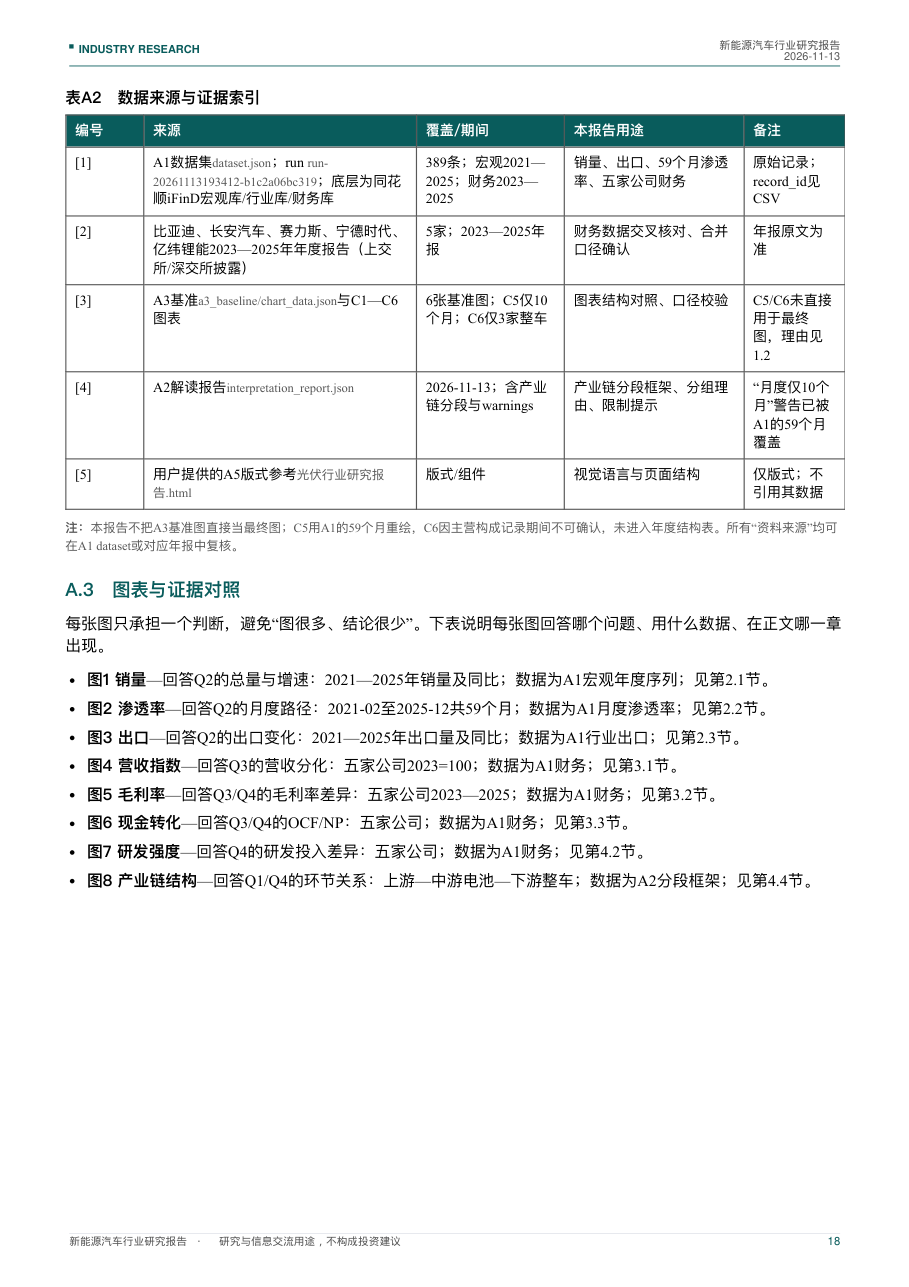 INDUSTRY RESEARCH
新能源汽车行业研究报告
2026-11-13
表A2 数据来源与证据索引
编号 来源 覆盖/期间 本报告用途 备注
[1]
A1数据集dataset.json；run run-
20261113193412-b1c2a06bc319；底层为同花
顺iFinD宏观库/行业库/财务库
389条；宏观2021—
2025；财务2023—
2025
销量、出口、59个月渗透
率、五家公司财务
原始记录；
record_id见
CSV
[2]
比亚迪、长安汽车、赛力斯、宁德时代、
亿纬锂能2023—2025年年度报告（上交
所/深交所披露）
5家；2023—2025年
报
财务数据交叉核对、合并
口径确认
年报原文为
准
[3]
A3基准a3_baseline/chart_data.json与C1—C6
图表
6张基准图；C5仅10
个月；C6仅3家整车
图表结构对照、口径校验
C5/C6未直接
用于最终
图，理由见
1.2
[4]
A2解读报告interpretation_report.json
2026-11-13；含产业
链分段与warnings
产业链分段框架、分组理
由、限制提示
“月度仅10个
月”警告已被
A1的59个月
覆盖
[5]
用户提供的A5版式参考光伏行业研究报
告.html
版式/组件
视觉语言与页面结构
仅版式；不
引用其数据
注：本报告不把A3基准图直接当最终图；C5用A1的59个月重绘，C6因主营构成记录期间不可确认，未进入年度结构表。所有“资料来源”均可
在A1 dataset或对应年报中复核。
A.3 图表与证据对照
每张图只承担一个判断，避免“图很多、结论很少”。下表说明每张图回答哪个问题、用什么数据、在正文哪一章
出现。
• 图1 销量—回答Q2的总量与增速：2021—2025年销量及同比；数据为A1宏观年度序列；见第2.1节。
• 图2 渗透率—回答Q2的月度路径：2021-02至2025-12共59个月；数据为A1月度渗透率；见第2.2节。
• 图3 出口—回答Q2的出口变化：2021—2025年出口量及同比；数据为A1行业出口；见第2.3节。
• 图4 营收指数—回答Q3的营收分化：五家公司2023=100；数据为A1财务；见第3.1节。
• 图5 毛利率—回答Q3/Q4的毛利率差异：五家公司2023—2025；数据为A1财务；见第3.2节。
• 图6 现金转化—回答Q3/Q4的OCF/NP：五家公司；数据为A1财务；见第3.3节。
• 图7 研发强度—回答Q4的研发投入差异：五家公司；数据为A1财务；见第4.2节。
• 图8 产业链结构—回答Q1/Q4的环节关系：上游—中游电池—下游整车；数据为A2分段框架；见第4.4节。
新能源汽车行业研究报告 · 研究与信息交流用途，不构成投资建议
18